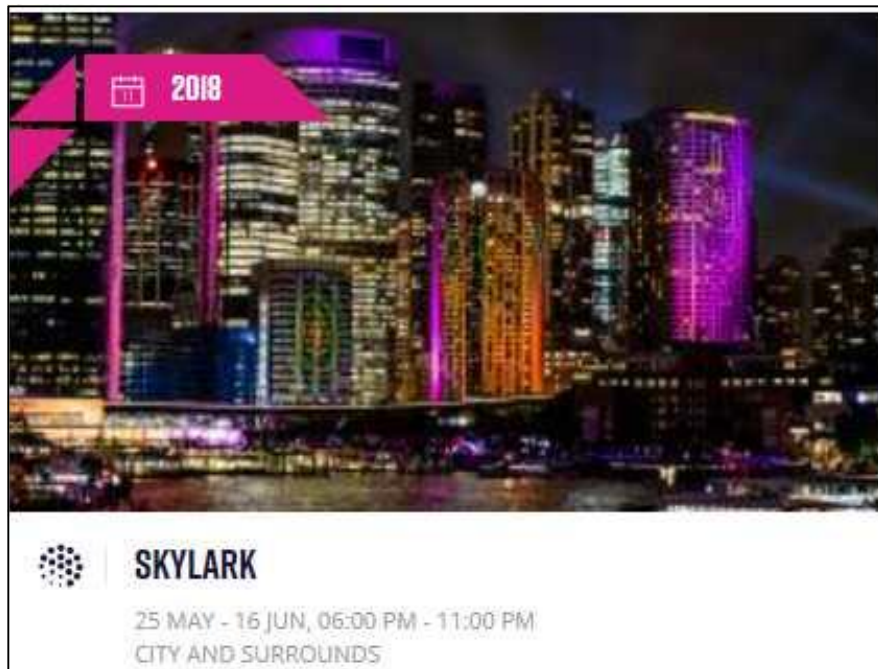 2018
SKYLARK
25 MAY - 16 JUN, 06:00 PM - 11:00 PM
CITY AND SURROUNDS